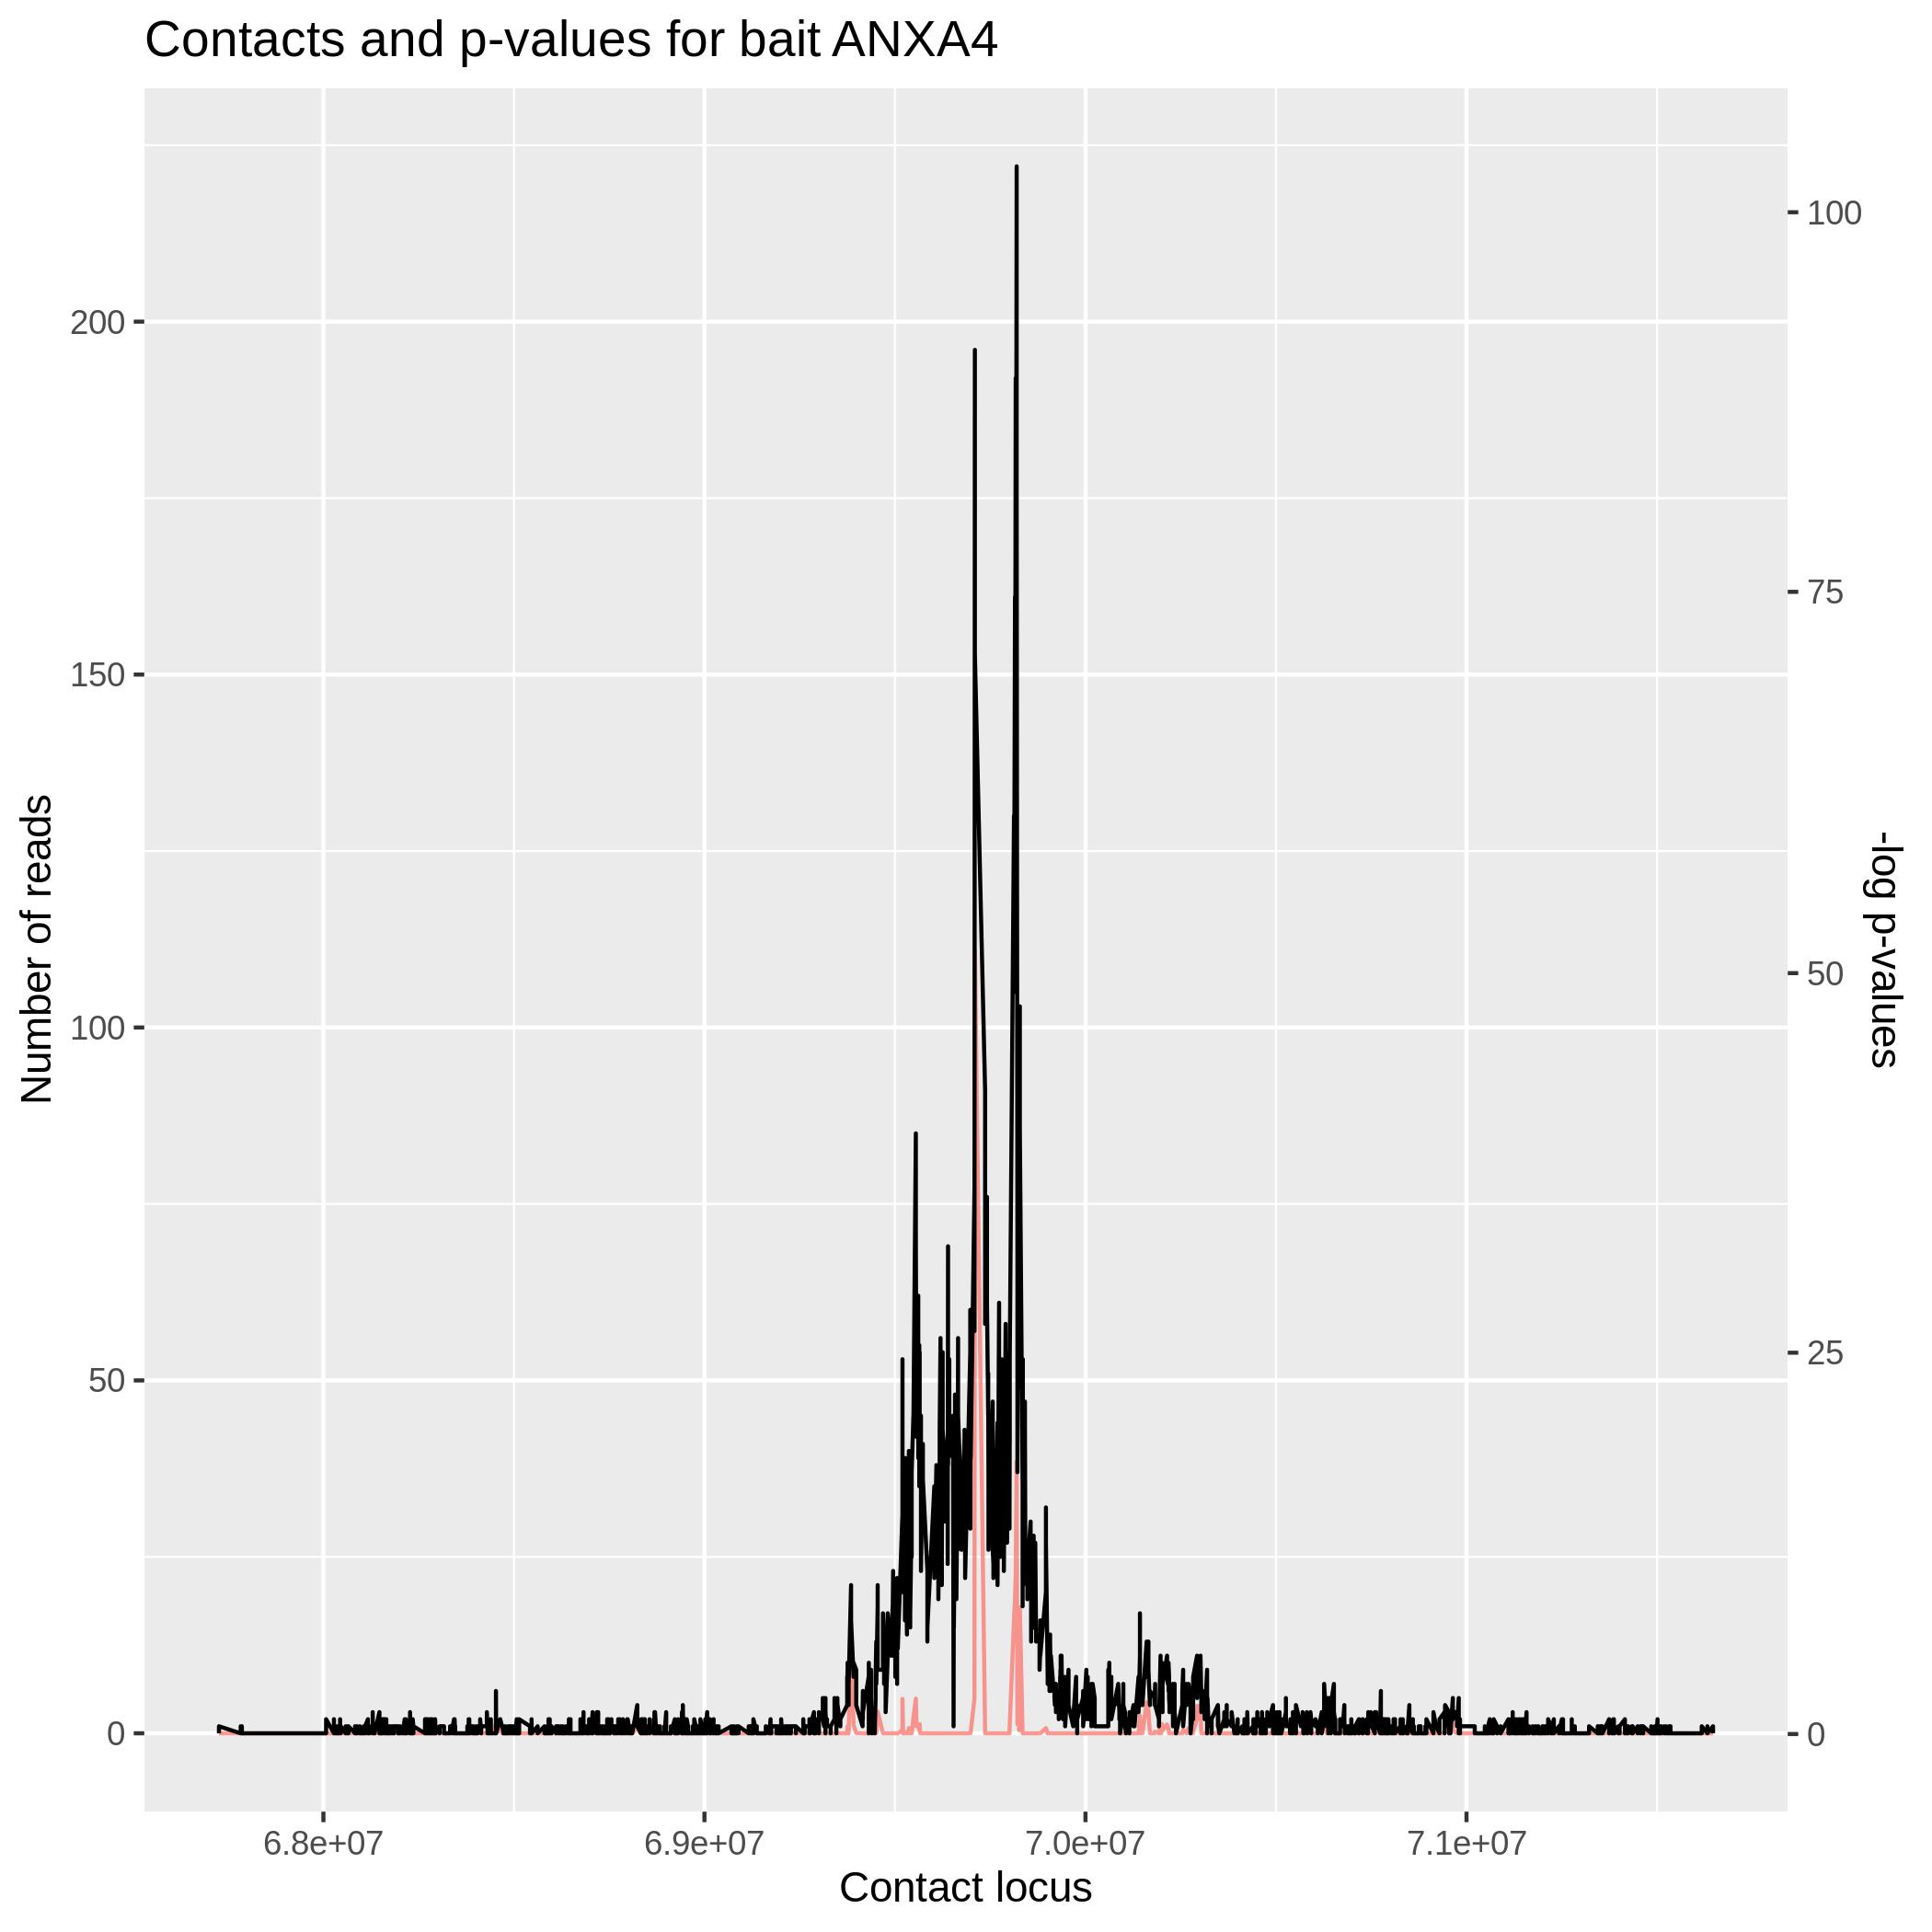 Contacts and p-values for bait ANXA4
Number of reads
200
150
100
50
0
100
75
50
25
0
-log p-values
6.8e+07
6.9e+07
7.0e+07
7.1e+07
Contact locus